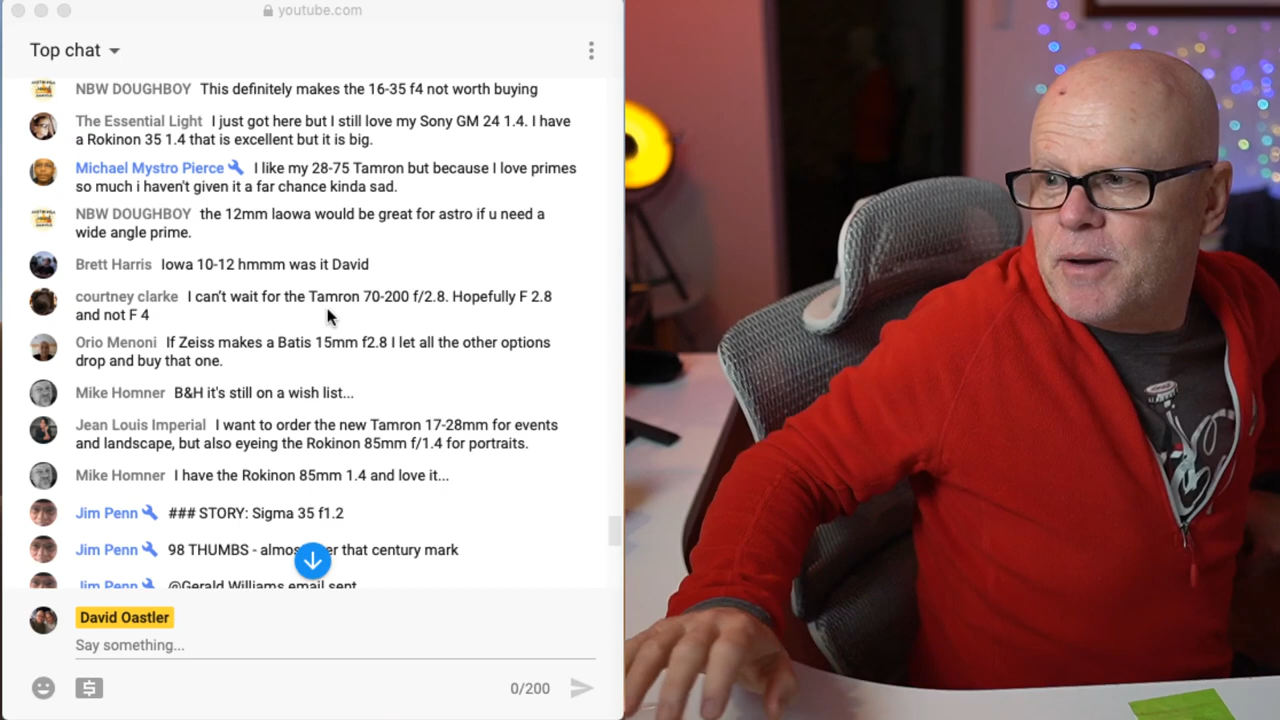 youtube.com
Top chat
NBW DOUGHBOY This definitely makes the 16-35 f4 not worth buying
The Essential Light I just got here but I still love my Sony GM 24 1.4. I have
a Rokinon 35 1.4 that is excellent but it is big.
Michael Mystro Pierce I like my 28-75 Tamron but because I love primes
so much i haven't given it a far chance kinda sad.
NBW DOUGHBOY the 12mm laowa would be great for astro if u need a
wide angle prime.
Brett Harris Iowa 10-12 hmmm was it David
courtney clarke I can't wait for the Tamron 70-200 f/2.8. Hopefully F 2.8
and not F 4
Orio Menoni If Zeiss makes a Batis 15mm f2.8 I let all the other options
drop and buy that one.
Mike Homner B&H it's still on a wish list...
Jean Louis Imperial I want to order the new Tamron 17-28mm for events
and landscape, but also eyeing the Rokinon 85mm f/1.4 for portraits.
Mike Homner I have the Rokinon 85mm 1.4 and love it...
Jim Penn ### STORY: Sigma 35 f1.2
Jim Penn 98 THUMBS - that century mark
Jim Penn @Gerald Williams email sent
David Oastler
Say something...
0/200